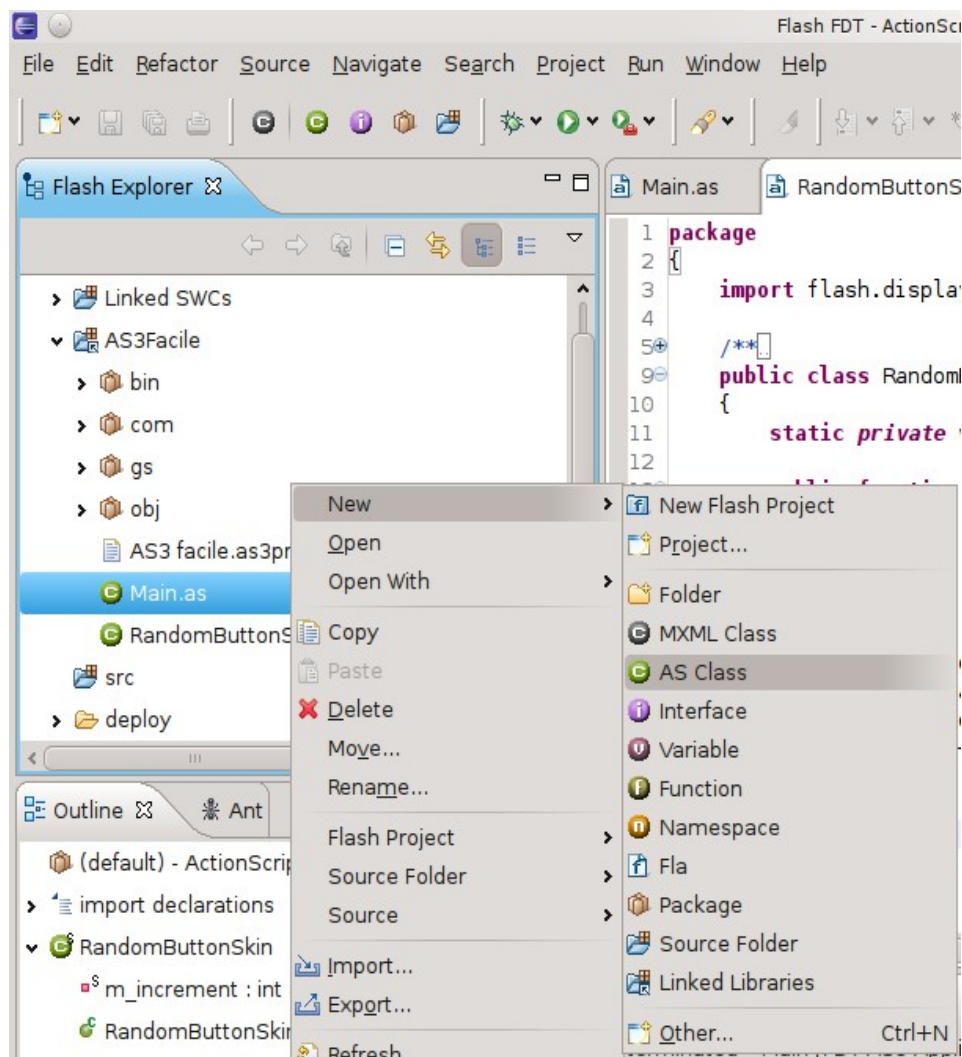 Flash FDT - ActionScr
File Edit Refactor Source Navigate Search Project Run Window Help
Flash Explorer
Main.as
RandomButtonS
Linked SWCs
AS3Facile
bin
com
gs
obj
AS3 facile.as3pr
Main.as
RandomButtonS
src
deploy
1 package
2 {
3 import flash.display
4
5 /**
9 public class Random
10 {
11 static private v
12
New
Open
Open With
Copy
Paste
Delete
Move...
Rename...
Flash Project
Source Folder
Source
Import...
Export...
Refresh
New Flash Project
Project...
Folder
MXML Class
AS Class
Interface
Variable
Function
Namespace
Fla
Package
Source Folder
Linked Libraries
Other... Ctrl+N
Outline
Ant
(default) - ActionScrip
import declarations
RandomButtonSkin
m_increment : int
RandomButtonSkin